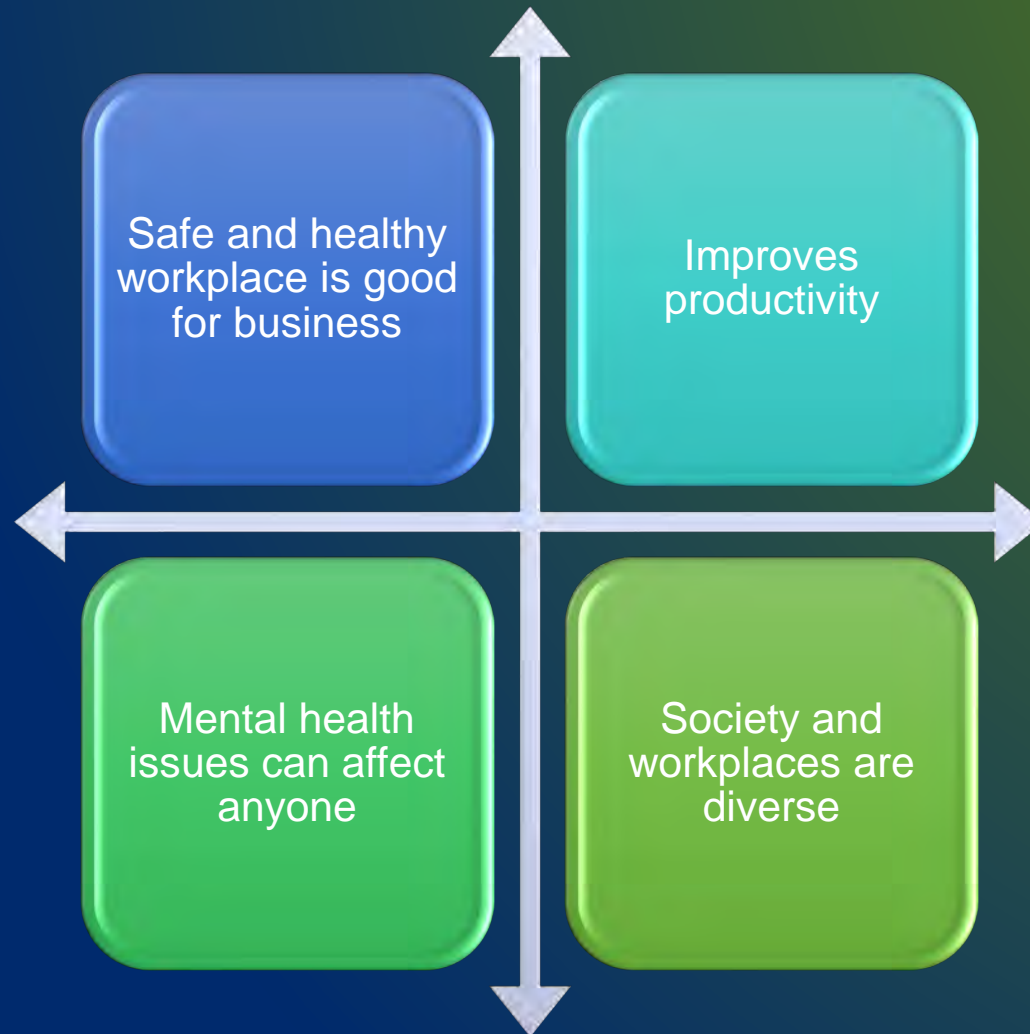 Safe and healthy
workplace is good
for business
Improves
productivity
Mental health
issues can affect
anyone
Society and
workplaces are
diverse